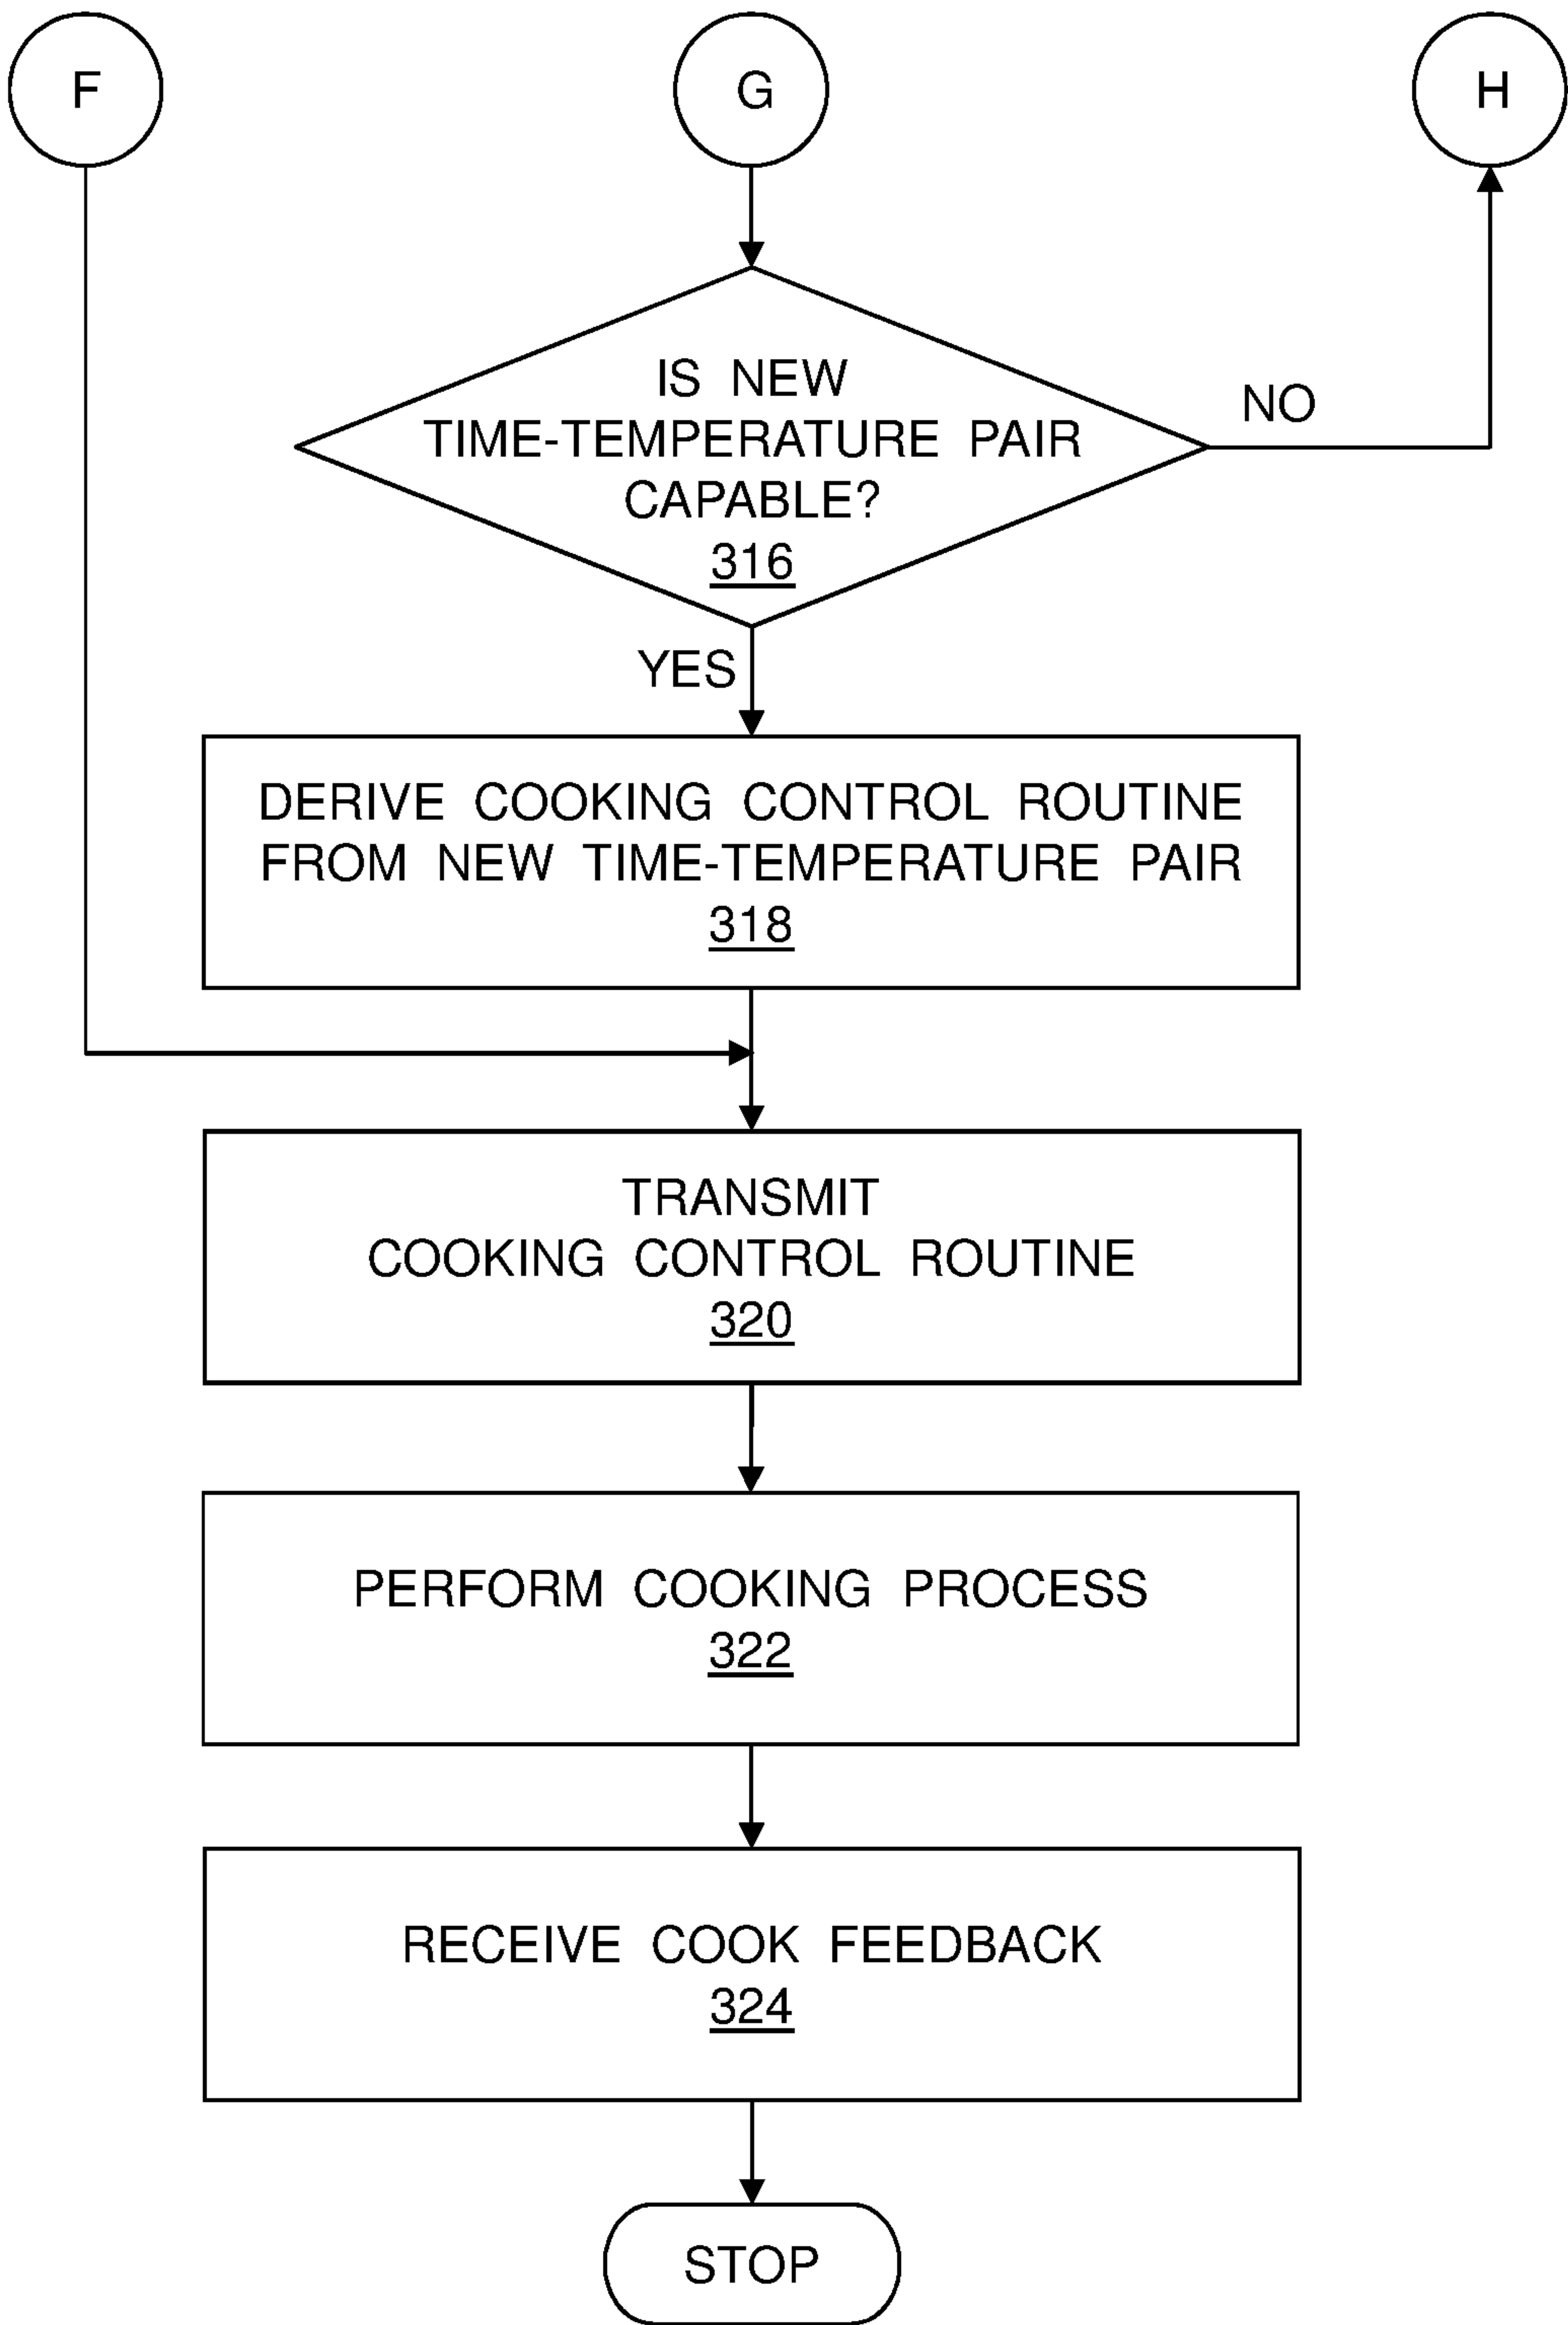 F
G
H
IS NEW
TIME-TEMPERATURE PAIR
CAPABLE?
316
NO
YES
DERIVE COOKING CONTROL ROUTINE
FROM NEW TIME-TEMPERATURE PAIR
318
TRANSMIT
COOKING CONTROL ROUTINE
320
PERFORM COOKING PROCESS
322
RECEIVE COOK FEEDBACK
324
STOP